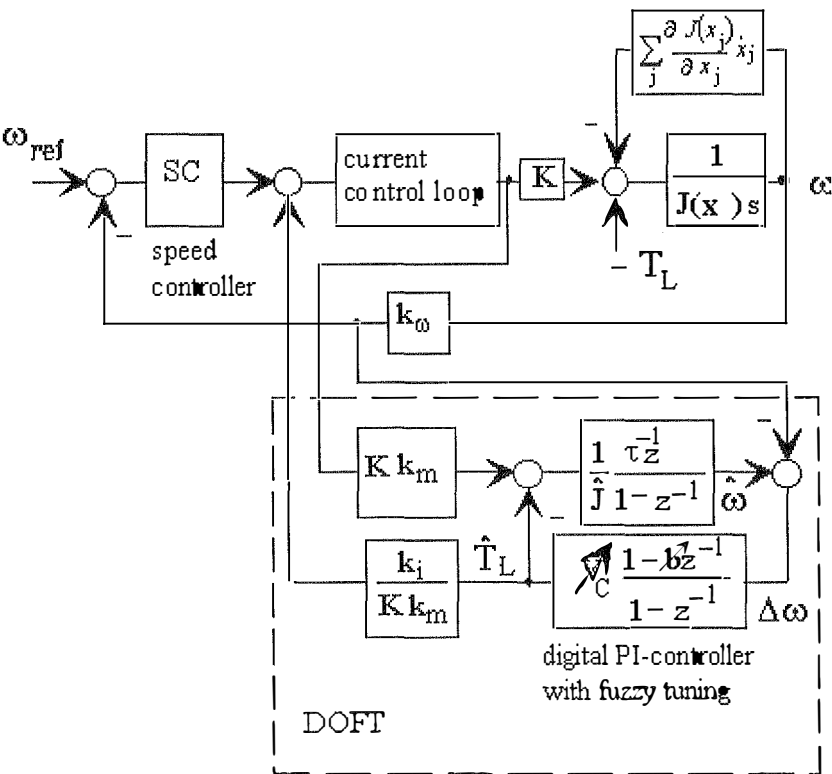 ∑ ∂ J(x_j) / ∂ x_j ẋ_j
j
ω_ref
SC
current
control loop
K
1
J(x )s
ω
speed
controller
− T_L
k_ω
K k_m
1 τz^-1
Ĵ 1− z^-1
ω̂
k_i
K k_m
T̂_L
1−bz^-1
C
1− z^-1
Δω
digital PI-controller
with fuzzy tuning
DOFT